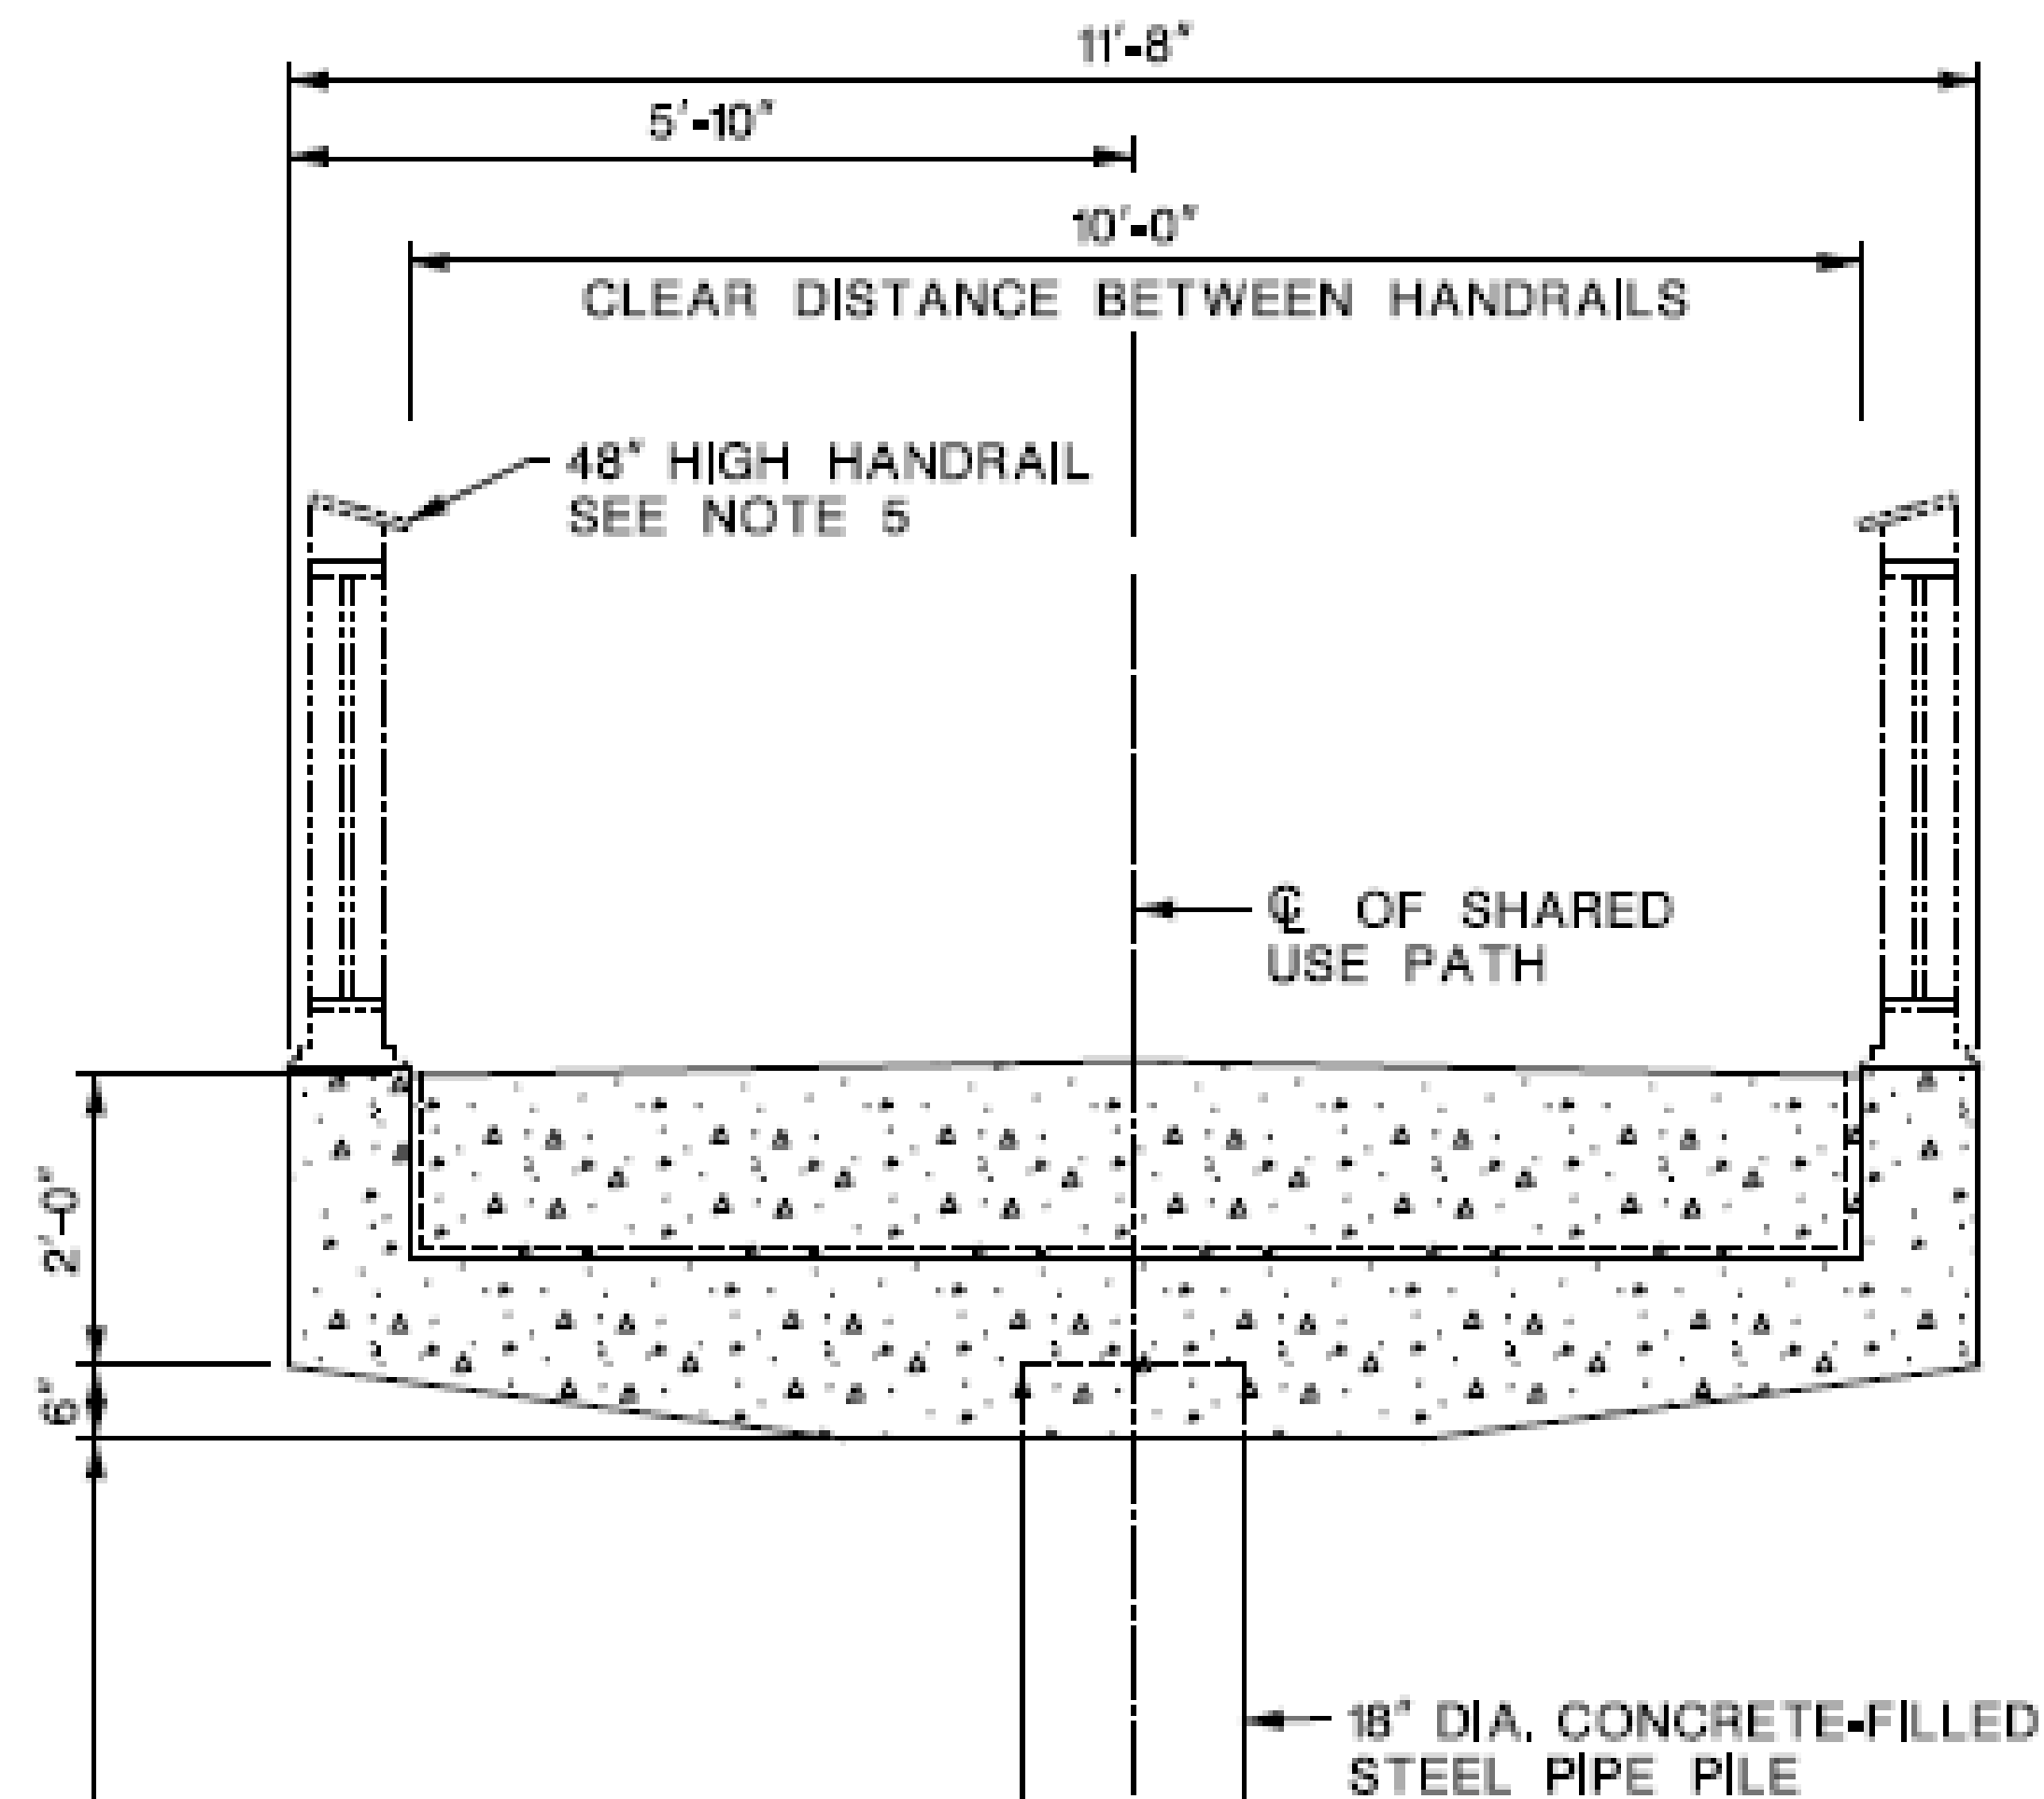 11'-8"
5'-10"
10'-0"
CLEAR DISTANCE BETWEEN HANDRAILS
48" HIGH HANDRAIL
SEE NOTE 5
℄ OF SHARED
USE PATH
2'-0"
6"
18" DIA. CONCRETE-FILLED
STEEL PIPE PILE